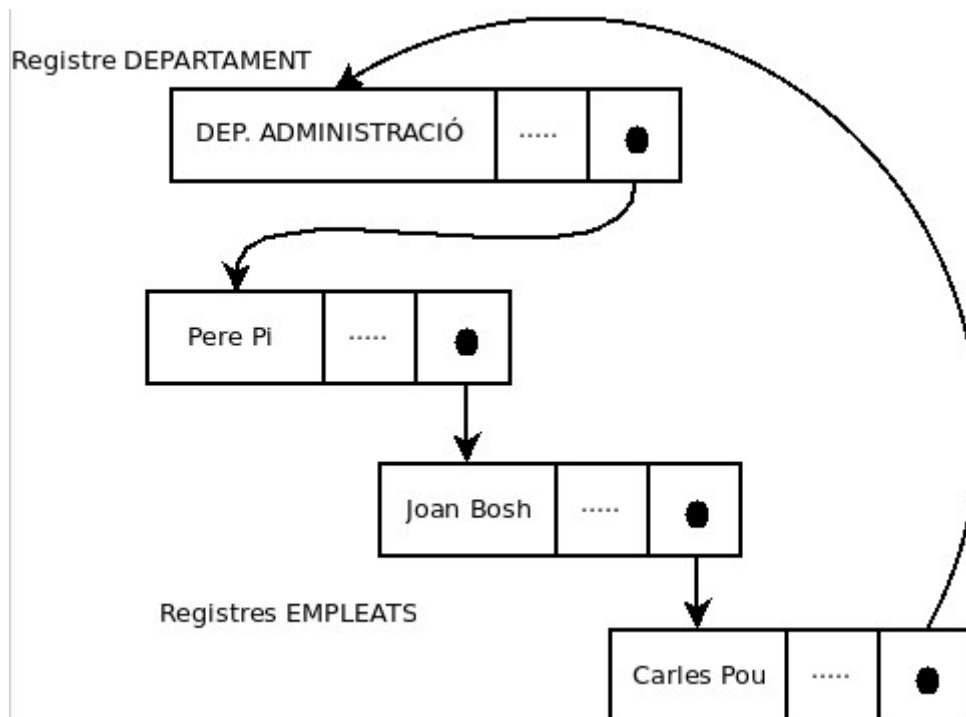 Registre DEPARTAMENT
DEP. ADMINISTRACIÓ .....
Pere Pi .....
Joan Bosh .....
Registres EMPLEATS
Carles Pou .....